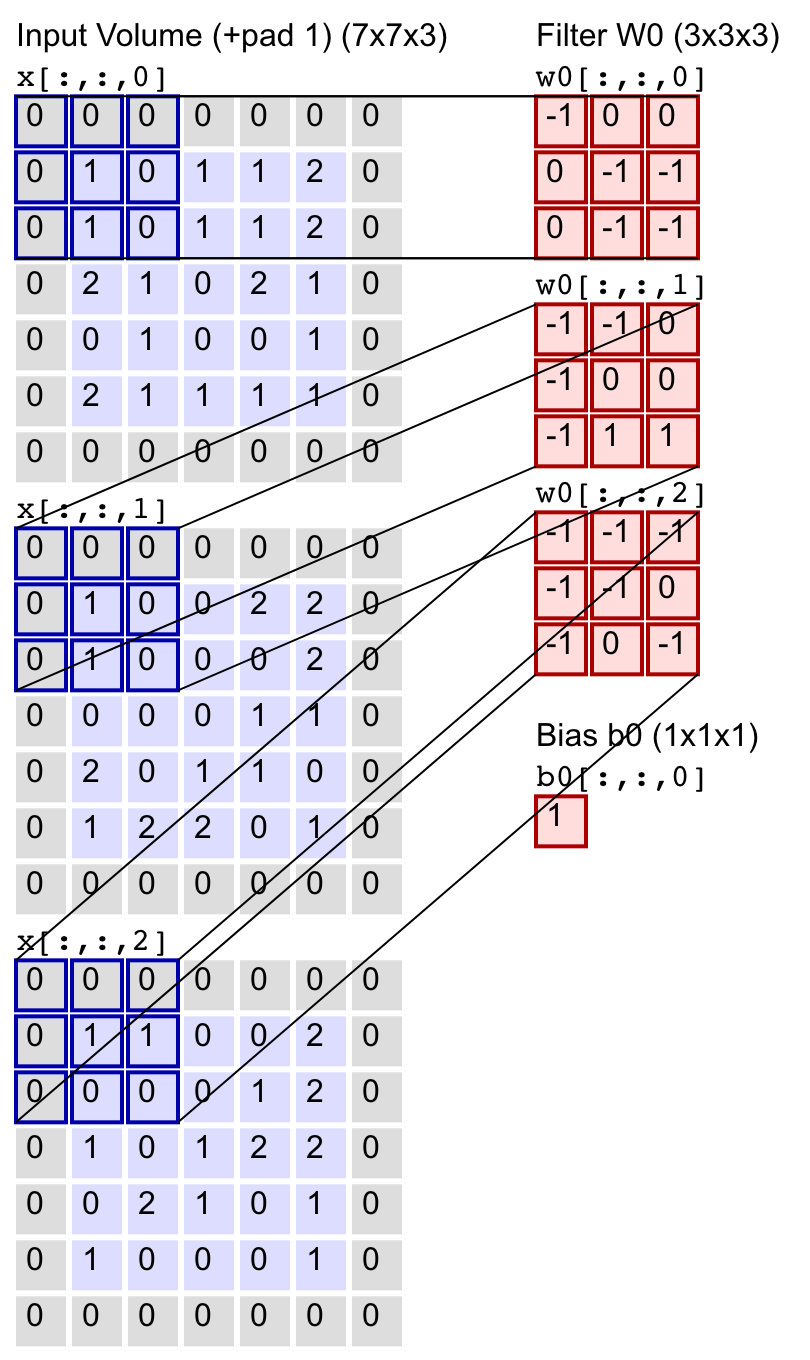 Input Volume (+pad 1) (7x7x3)
x[:,:,0]
0 0 0 0 0 0 0
0 1 0 1 1 2 0
0 1 0 1 1 2 0
0 2 1 0 2 1 0
0 0 1 0 0 1 0
0 2 1 1 1 1 0
0 0 0 0 0 0 0
x[:,:,1]
0 0 0 0 0 0 0
0 1 0 0 2 2 0
0 1 0 0 0 2 0
0 0 0 0 1 1 0
0 2 0 1 1 0 0
0 1 2 2 0 1 0
0 0 0 0 0 0 0
x[:,:,2]
0 0 0 0 0 0 0
0 1 1 0 0 2 0
0 0 0 0 1 2 0
0 1 0 1 2 2 0
0 0 2 1 0 1 0
0 1 0 0 0 1 0
0 0 0 0 0 0 0
Filter W0 (3x3x3)
w0[:,:,0]
-1 0 0
0 -1 -1
0 -1 -1
w0[:,:,1]
-1 -1 0
-1 0 0
-1 1 1
w0[:,:,2]
-1 -1 -1
-1 -1 0
-1 0 -1
Bias b0 (1x1x1)
b0[:,:,0]
1